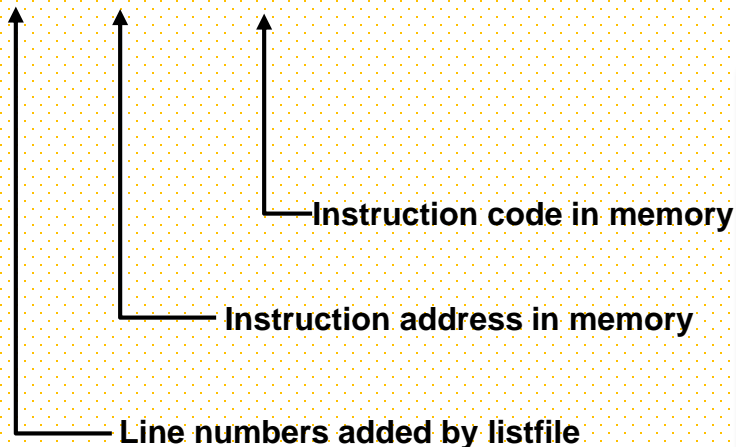 Instruction code in memory
Instruction address in memory
Line numbers added by listfile